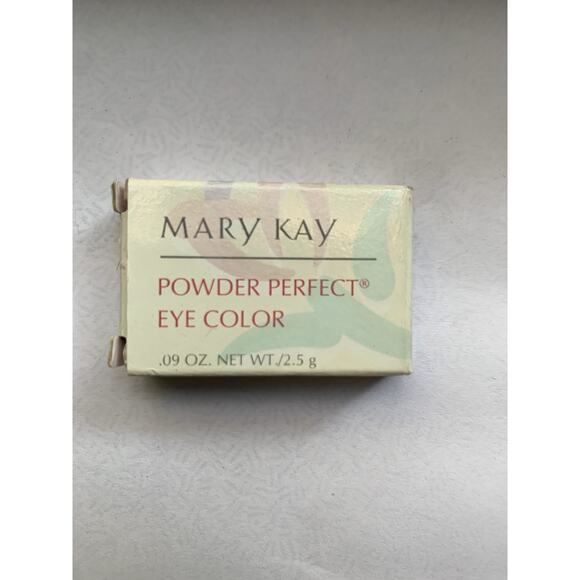 MARY KAY
POWDER PERFECT®
EYE COLOR
.09 OZ. NET WT./2.5 g